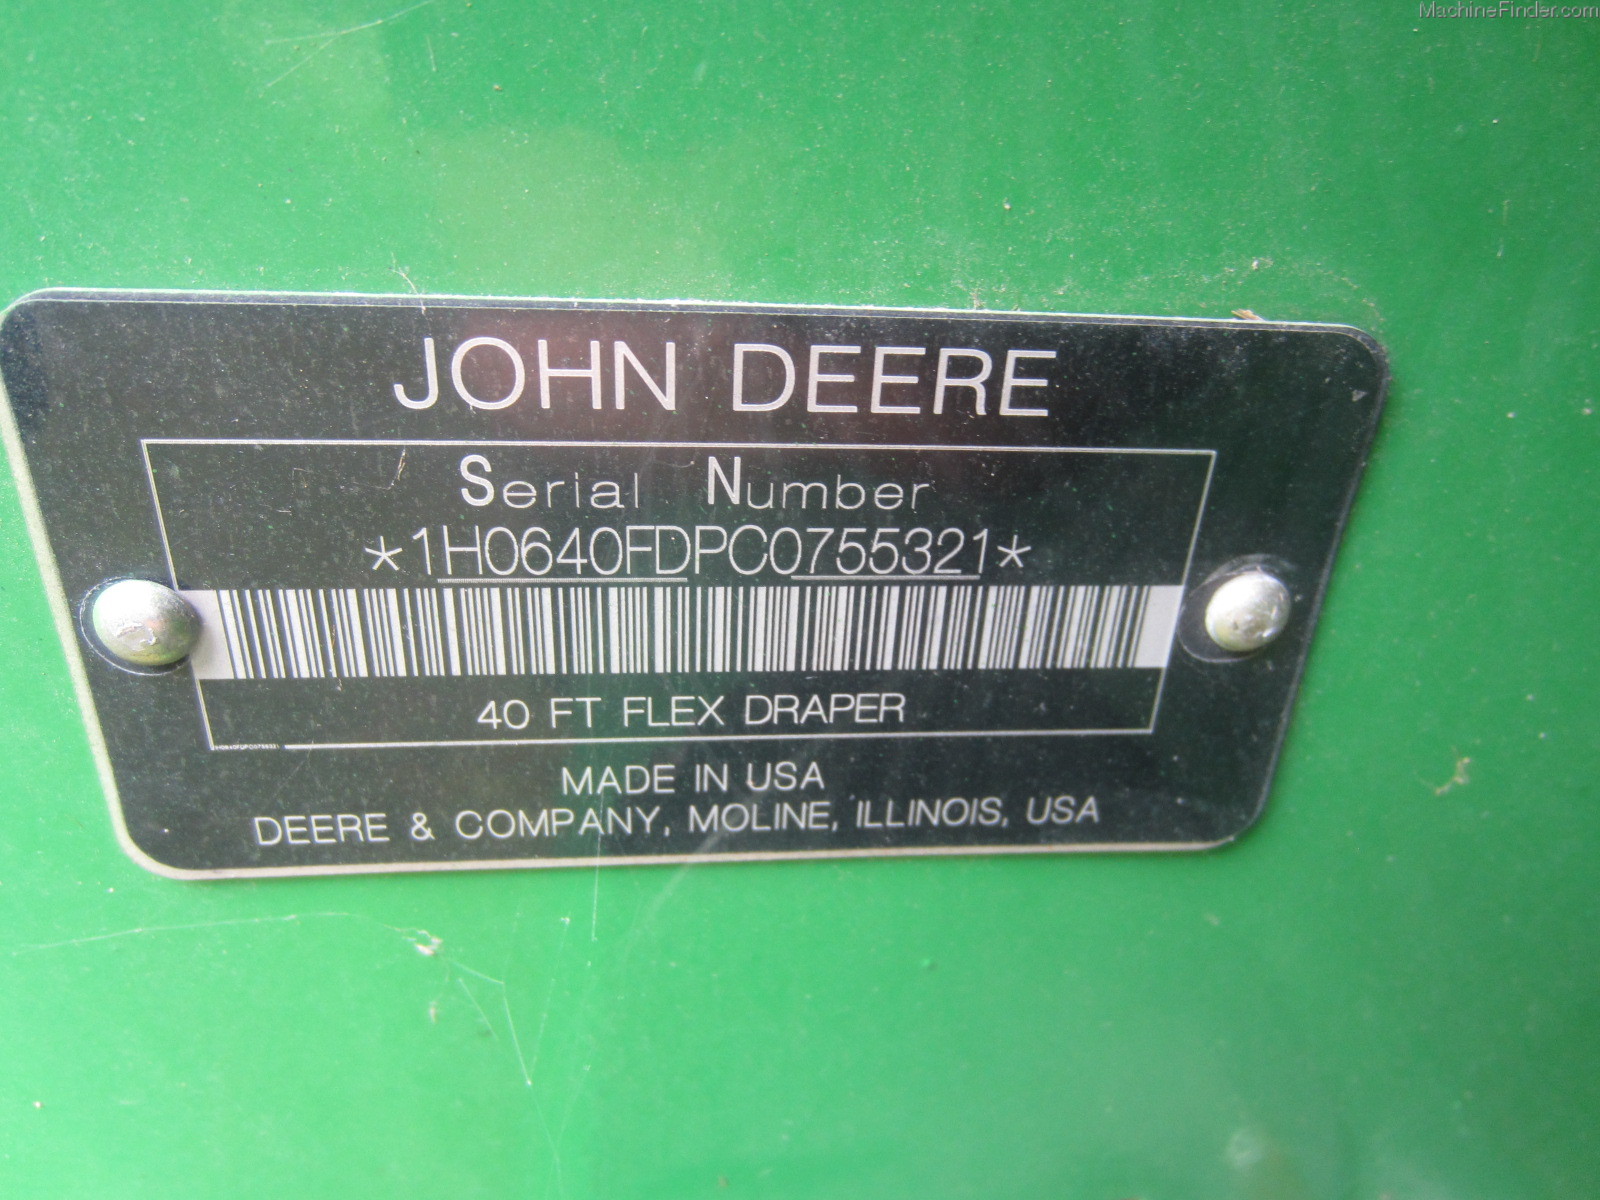 MachineFinder.com
JOHN DEERE
Serial Number
*1H0640FDPC0755321*
40 FT FLEX DRAPER
MADE IN USA
DEERE & COMPANY, MOLINE, ILLINOIS, USA